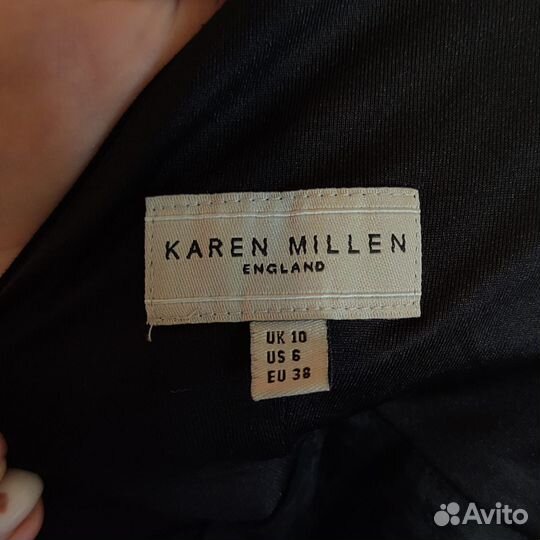 KAREN MILLEN
ENGLAND
UK 10
US 6
EU 38
Avito